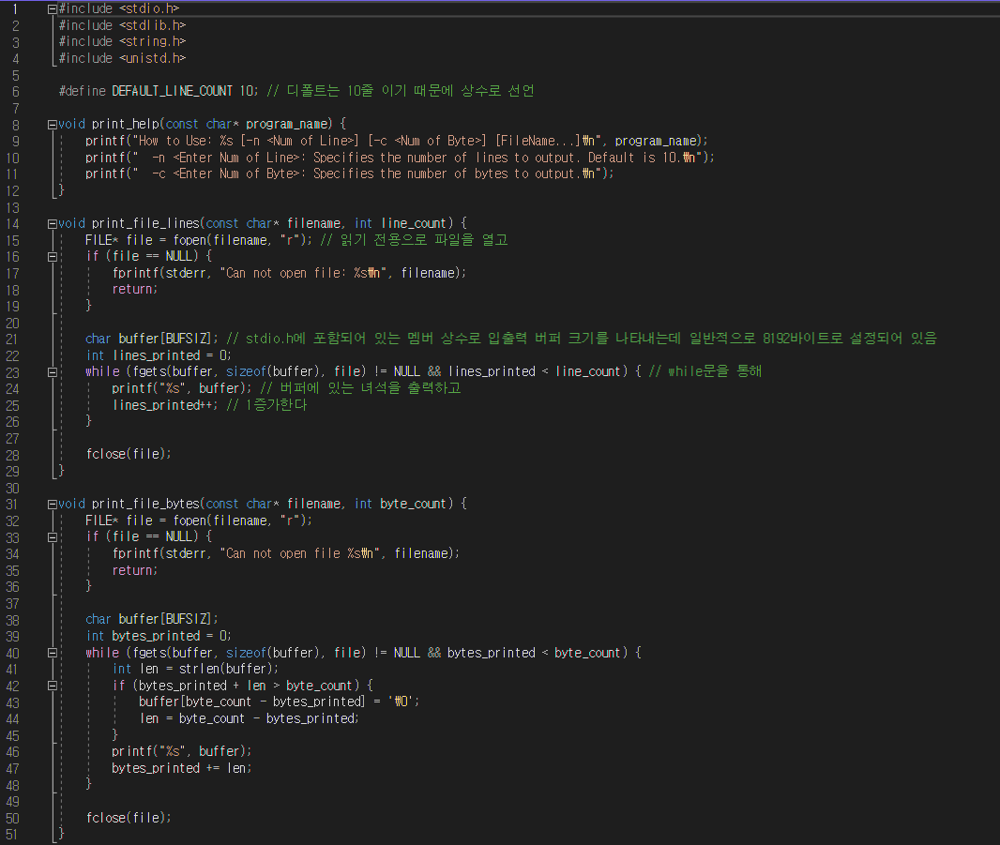 1 #include <stdio.h>
2 #include <stdlib.h>
3 #include <string.h>
4 #include <unistd.h>
5
6 #define DEFAULT_LINE_COUNT 10; // 디폴트는 10줄 이기 때문에 상수로 선언
7
8 void print_help(const char* program_name) {
9 printf("How to Use: %s [-n <Num of Line>] [-c <Num of Byte>] [FileName...]₩n", program_name);
10 printf("  -n <Enter Num of Line>: Specifies the number of lines to output. Default is 10.₩n");
11 printf("  -c <Enter Num of Byte>: Specifies the number of bytes to output.₩n");
12 }
13
14 void print_file_lines(const char* filename, int line_count) {
15 FILE* file = fopen(filename, "r"); // 읽기 전용으로 파일을 열고
16 if (file == NULL) {
17 fprintf(stderr, "Can not open file: %s₩n", filename);
18 return;
19 }
20
21 char buffer[BUFSIZ]; // stdio.h에 포함되어 있는 멤버 상수로 입출력 버퍼 크기를 나타내는데 일반적으로 8192바이트로 설정되어 있음
22 int lines_printed = 0;
23 while (fgets(buffer, sizeof(buffer), file) != NULL && lines_printed < line_count) { // while문을 통해
24 printf("%s", buffer); // 버퍼에 있는 녀석을 출력하고
25 lines_printed++; // 1증가한다
26 }
27
28 fclose(file);
29 }
30
31 void print_file_bytes(const char* filename, int byte_count) {
32 FILE* file = fopen(filename, "r");
33 if (file == NULL) {
34 fprintf(stderr, "Can not open file %s₩n", filename);
35 return;
36 }
37
38 char buffer[BUFSIZ];
39 int bytes_printed = 0;
40 while (fgets(buffer, sizeof(buffer), file) != NULL && bytes_printed < byte_count) {
41 int len = strlen(buffer);
42 if (bytes_printed + len > byte_count) {
43 buffer[byte_count - bytes_printed] = '₩0';
44 len = byte_count - bytes_printed;
45 }
46 printf("%s", buffer);
47 bytes_printed += len;
48 }
49
50 fclose(file);
51 }